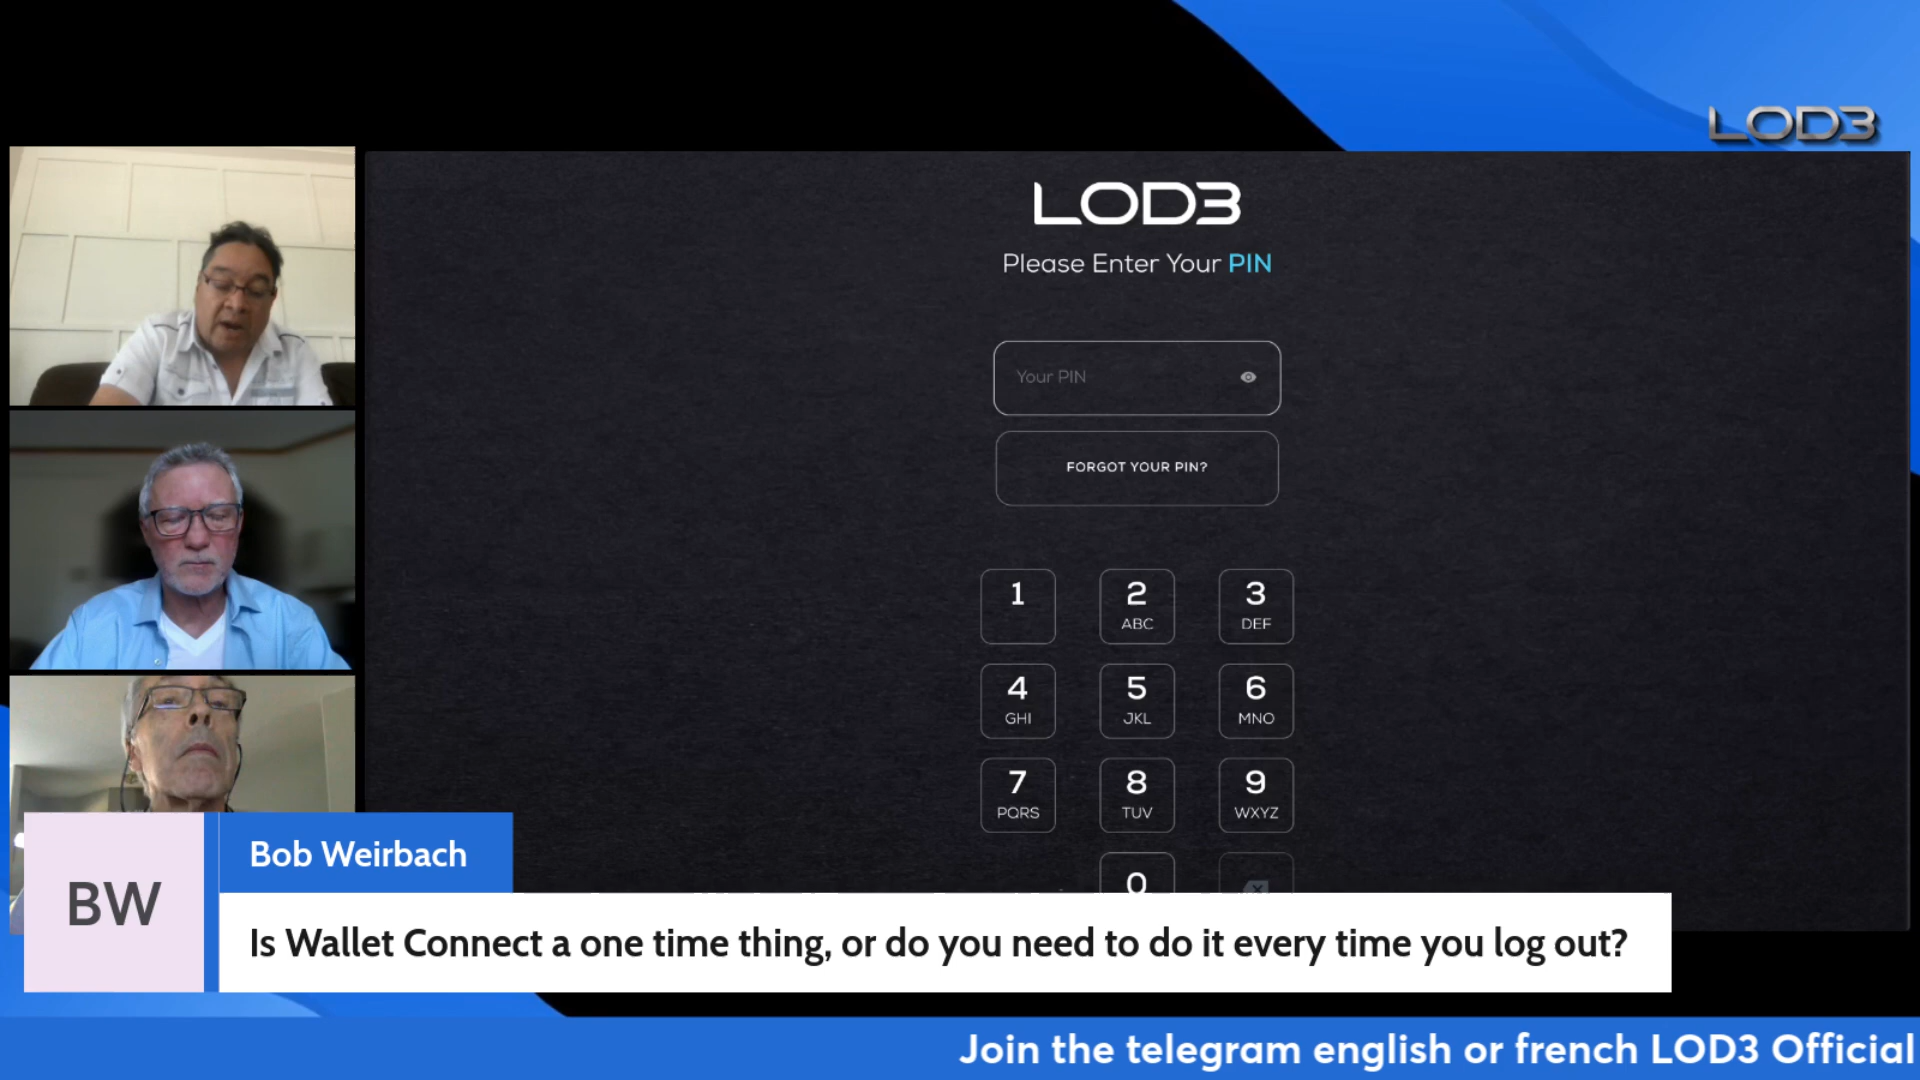 LOD3
LOD3
Please Enter Your PIN
Your PIN
FORGOT YOUR PIN?
1
2
ABC
3
DEF
4
GHI
5
JKL
6
MNO
7
PQRS
8
TUV
9
WXYZ
0
Bob Weirbach
BW
Is Wallet Connect a one time thing, or do you need to do it every time you log out?
Join the telegram english or french LOD3 Official